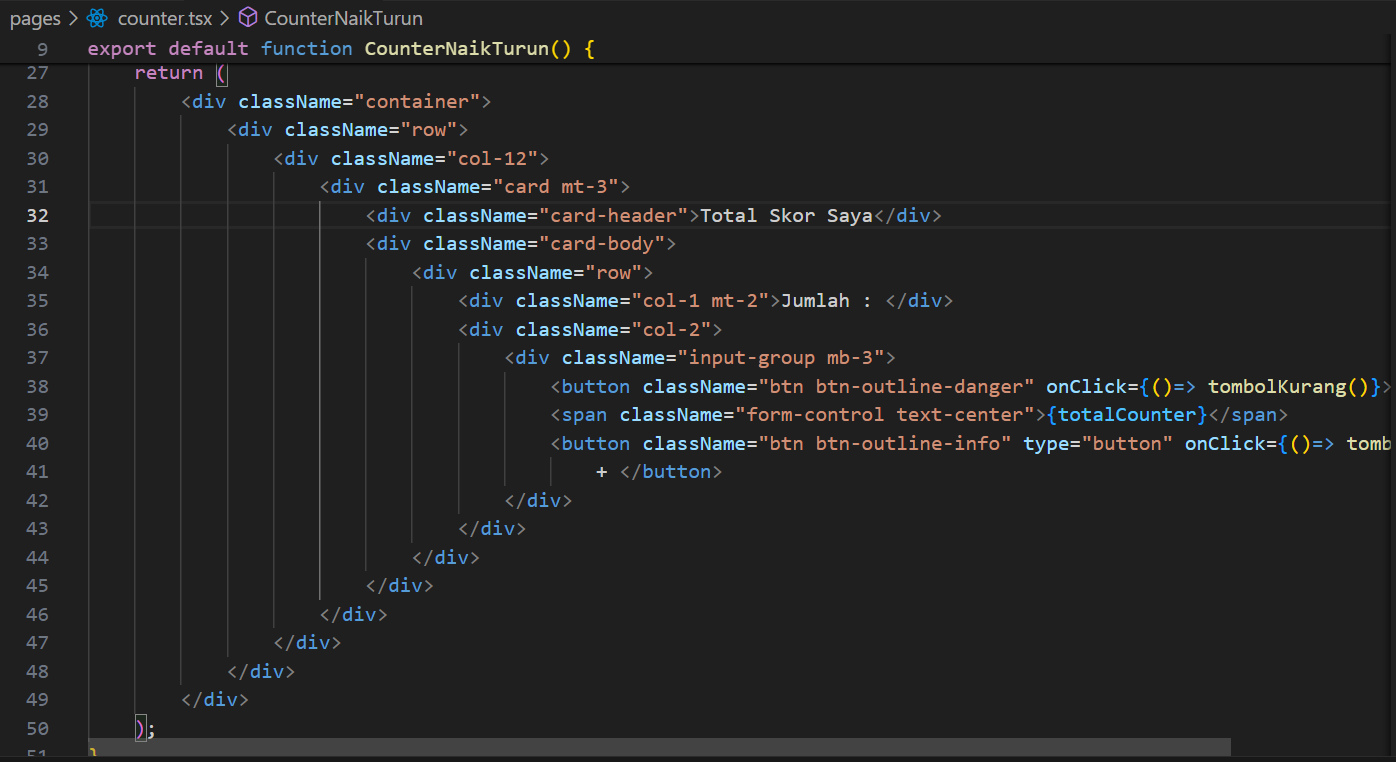 pages > counter.tsx > CounterNaikTurun
9 export default function CounterNaikTurun() {
27 return (
28 <div className="container">
29 <div className="row">
30 <div className="col-12">
31 <div className="card mt-3">
32 <div className="card-header">Total Skor Saya</div>
33 <div className="card-body">
34 <div className="row">
35 <div className="col-1 mt-2">Jumlah : </div>
36 <div className="col-2">
37 <div className="input-group mb-3">
38 <button className="btn btn-outline-danger" onClick={()=> tombolKurang()}>
39 <span className="form-control text-center">{totalCounter}</span>
40 <button className="btn btn-outline-info" type="button" onClick={()=> tomb
41 + </button>
42 </div>
43 </div>
44 </div>
45 </div>
46 </div>
47 </div>
48 </div>
49 </div>
50 );
51 }